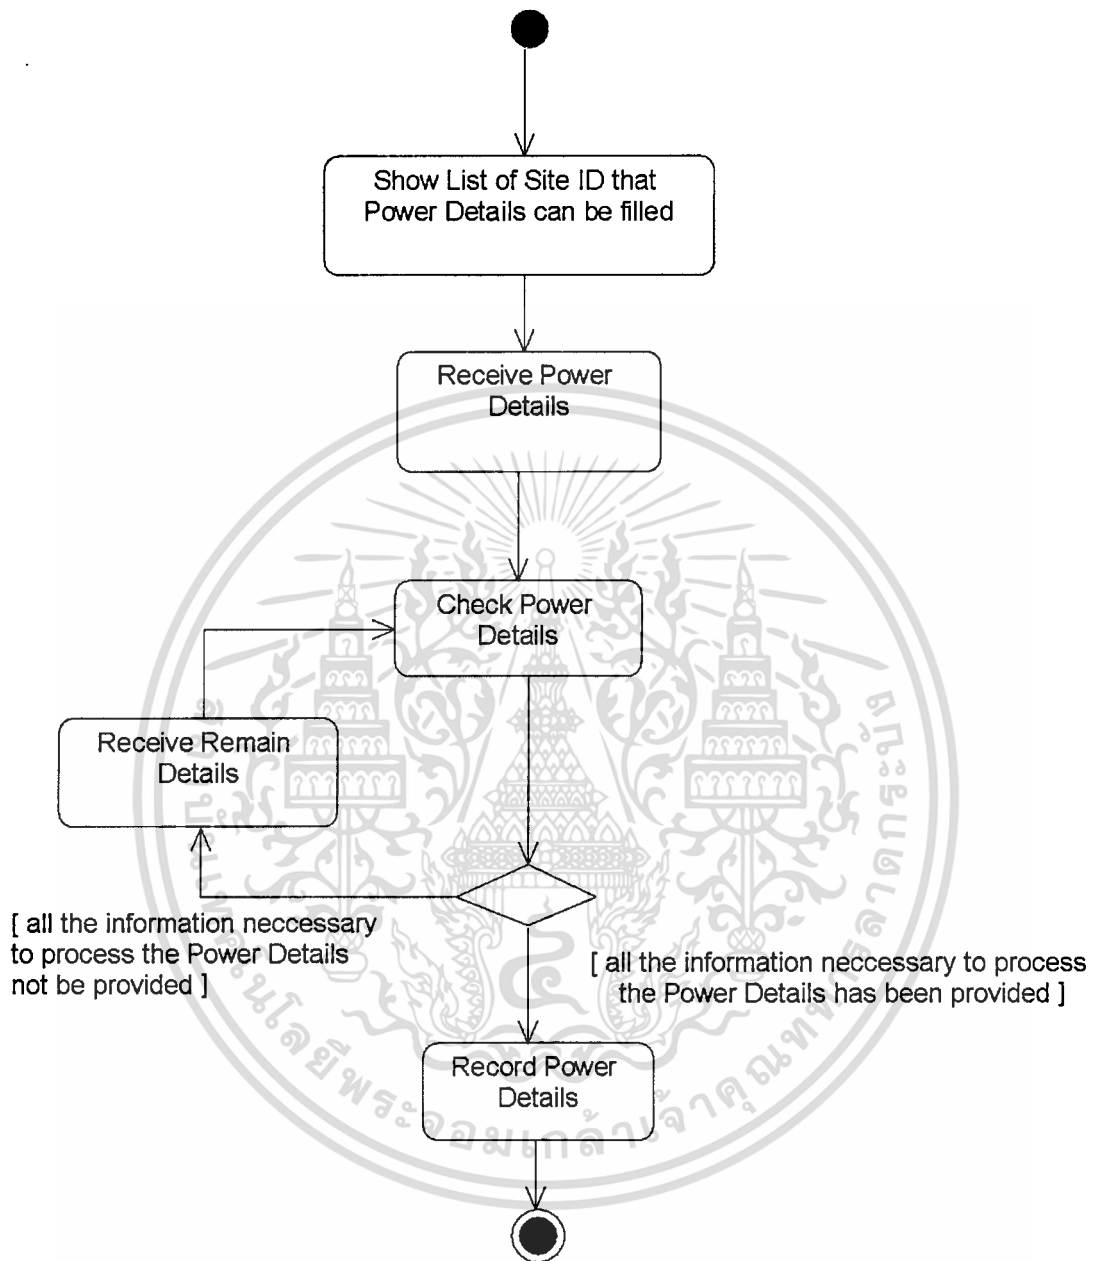 Show List of Site ID that
Power Details can be filled
Receive Power
Details
Check Power
Details
Receive Remain
Details
[ all the information neccessary
to process the Power Details
not be provided ]
[ all the information neccessary to process
the Power Details has been provided ]
Record Power
Details